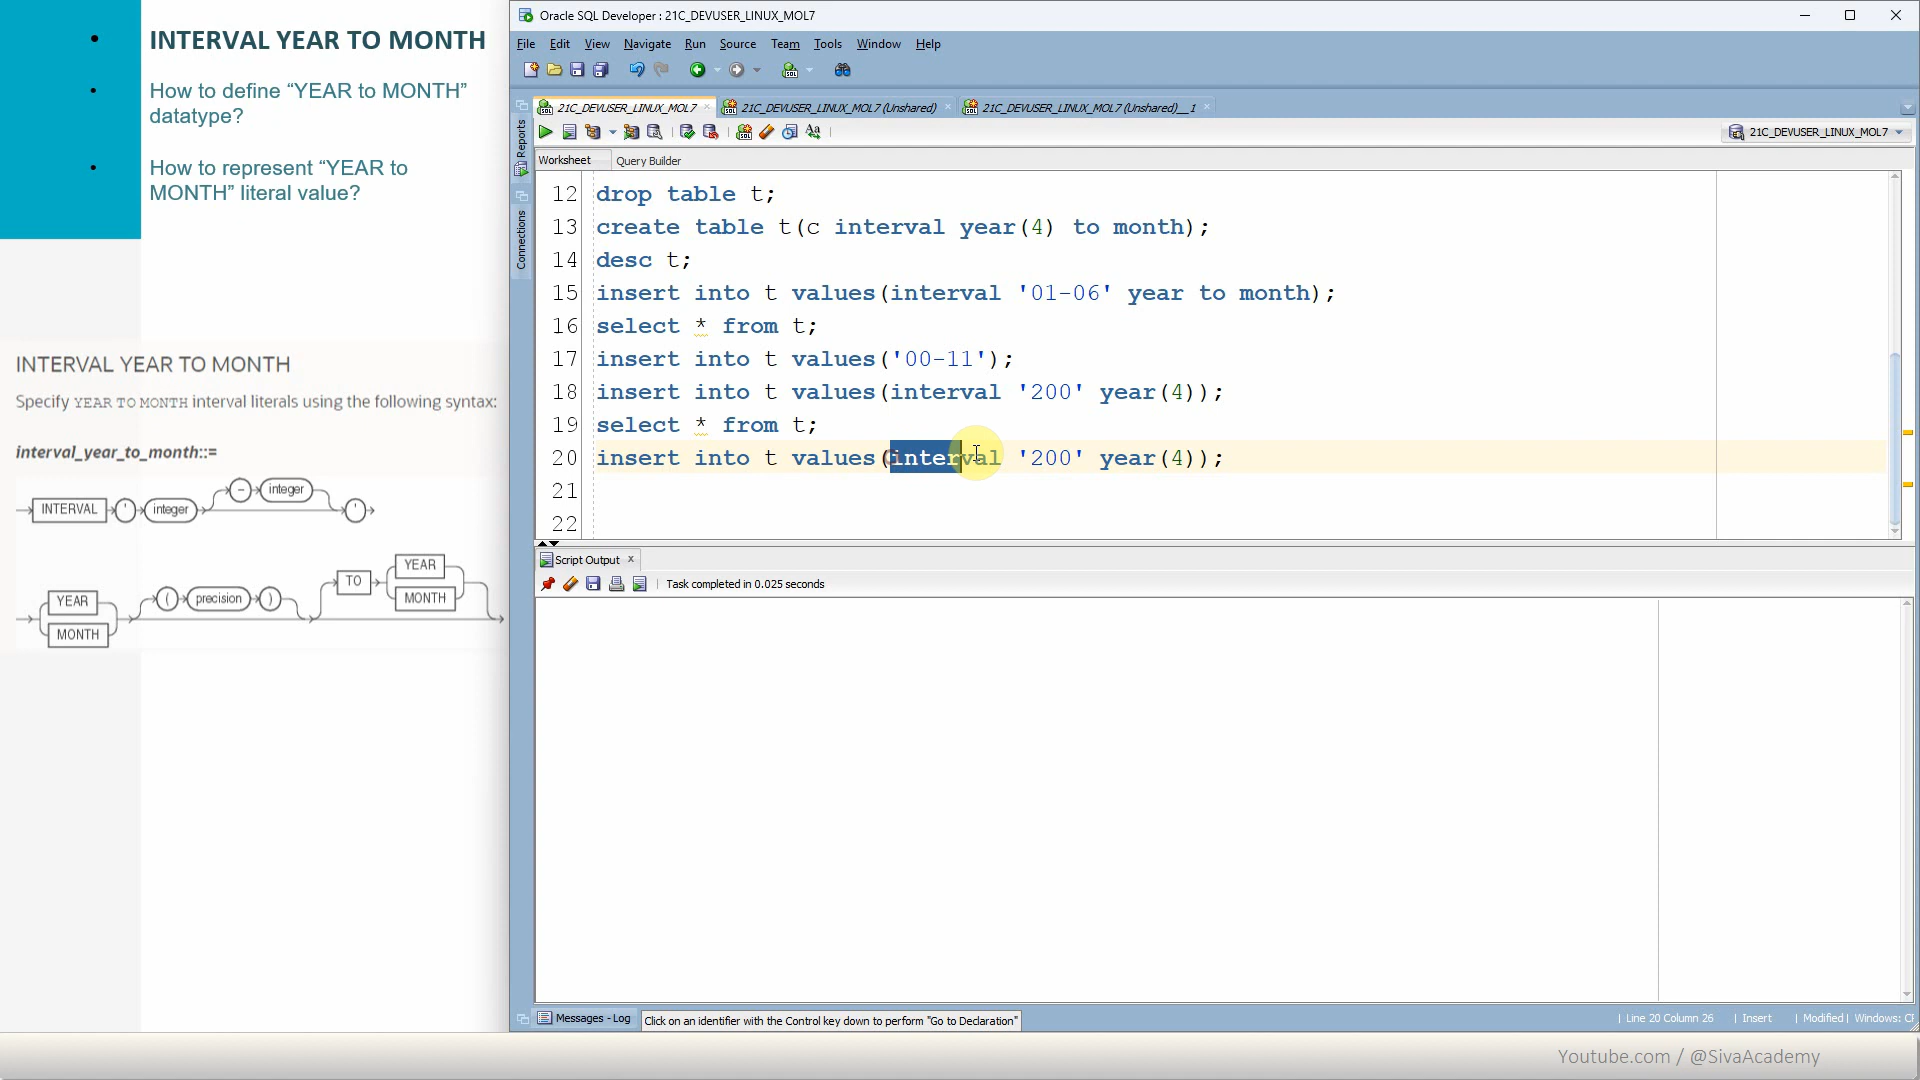 • INTERVAL YEAR TO MONTH
• How to define “YEAR to MONTH”
datatype?
• How to represent “YEAR to
MONTH” literal value?
INTERVAL YEAR TO MONTH
Specify YEAR TO MONTH interval literals using the following syntax:
interval_year_to_month::=
INTERVAL ' integer - integer '
YEAR MONTH ( precision ) TO YEAR MONTH
Oracle SQL Developer : 21C_DEVUSER_LINUX_MOL7
File Edit View Navigate Run Source Team Tools Window Help
21C_DEVUSER_LINUX_MOL7 21C_DEVUSER_LINUX_MOL7 (Unshared) 21C_DEVUSER_LINUX_MOL7 (Unshared)__1
Aa 21C_DEVUSER_LINUX_MOL7
Reports
Connections
Worksheet Query Builder
12 drop table t;
13 create table t(c interval year(4) to month);
14 desc t;
15 insert into t values(interval '01-06' year to month);
16 select * from t;
17 insert into t values('00-11');
18 insert into t values(interval '200' year(4));
19 select * from t;
20 insert into t values(interval '200' year(4));
21
22
Script Output x
Task completed in 0.025 seconds
Messages - Log Click on an identifier with the Control key down to perform "Go to Declaration" | Line 20 Column 26 | Insert | Modified | Windows: CF
Youtube.com / @SivaAcademy